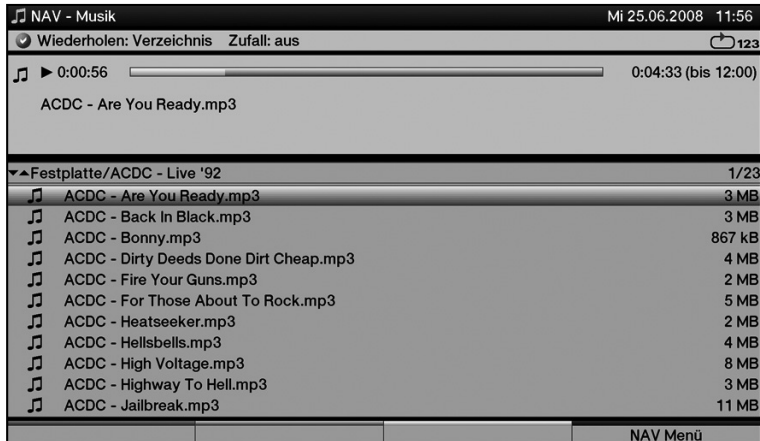 NAV - Musik Mi 25.06.2008 11:56
Wiederholen: Verzeichnis Zufall: aus 123
0:00:56 0:04:33 (bis 12:00)
ACDC - Are You Ready.mp3
Festplatte/ACDC - Live '92 1/23
ACDC - Are You Ready.mp3 3 MB
ACDC - Back In Black.mp3 3 MB
ACDC - Bonny.mp3 867 kB
ACDC - Dirty Deeds Done Dirt Cheap.mp3 4 MB
ACDC - Fire Your Guns.mp3 2 MB
ACDC - For Those About To Rock.mp3 5 MB
ACDC - Heatseeker.mp3 2 MB
ACDC - Hellsbells.mp3 4 MB
ACDC - High Voltage.mp3 8 MB
ACDC - Highway To Hell.mp3 3 MB
ACDC - Jailbreak.mp3 11 MB
NAV Menü